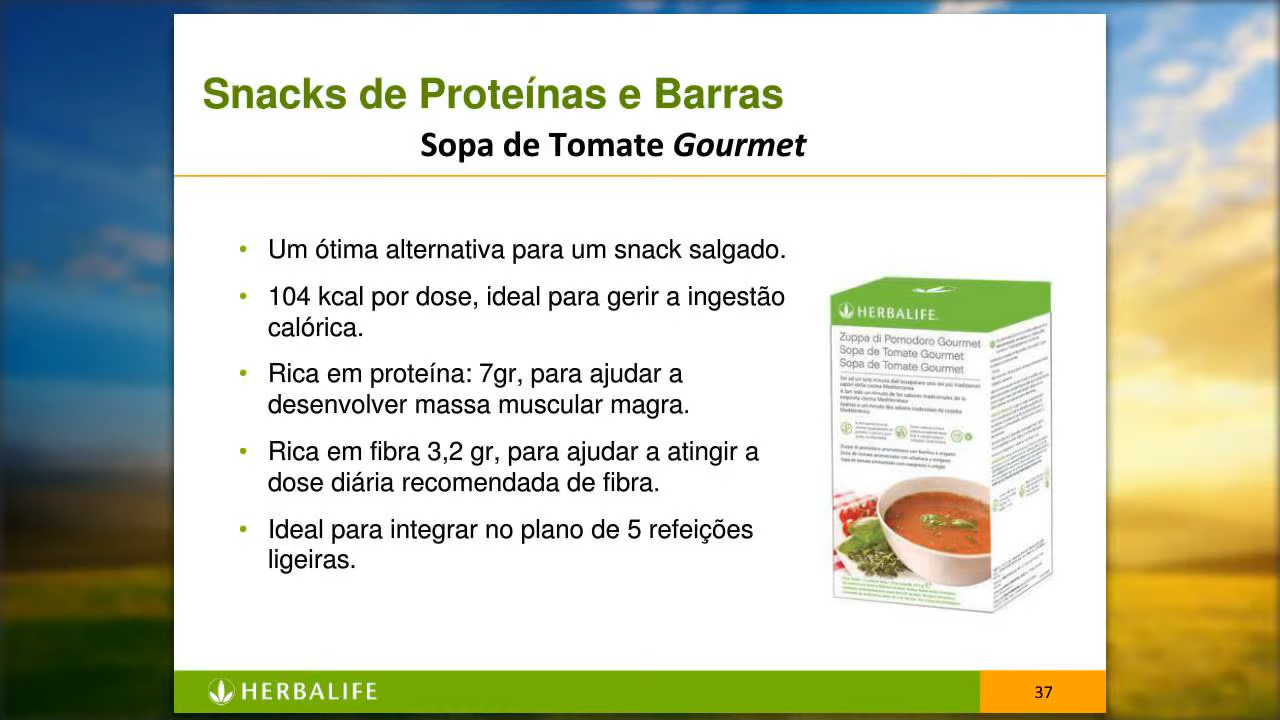 Snacks de Proteínas e Barras
Sopa de Tomate Gourmet
• Um ótima alternativa para um snack salgado.
• 104 kcal por dose, ideal para gerir a ingestão
calórica.
• Rica em proteína: 7gr, para ajudar a
desenvolver massa muscular magra.
• Rica em fibra 3,2 gr, para ajudar a atingir a
dose diária recomendada de fibra.
• Ideal para integrar no plano de 5 refeições
ligeiras.
HERBALIFE
Zuppa di Pomodoro Gourmet
Sopa de Tomate Gourmet
Sopa de Tomate Gourmet
HERBALIFE
37